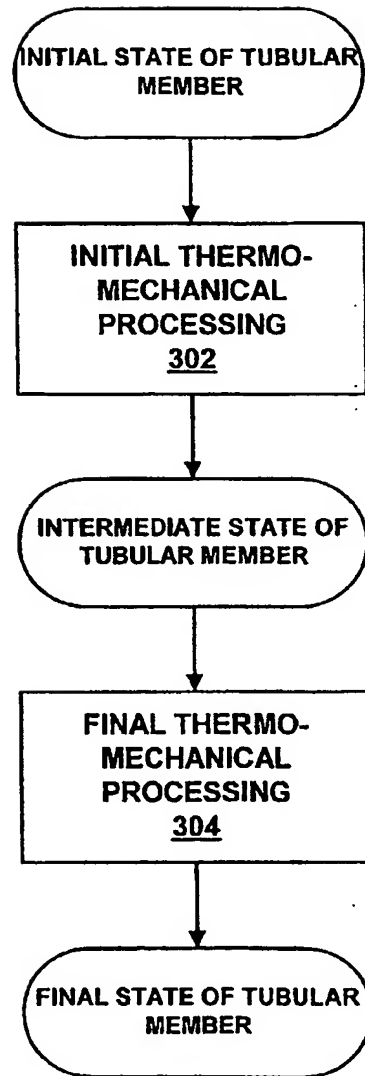 INITIAL STATE OF TUBULAR
MEMBER
INITIAL THERMO-
MECHANICAL
PROCESSING
302
INTERMEDIATE STATE OF
TUBULAR MEMBER
FINAL THERMO-
MECHANICAL
PROCESSING
304
FINAL STATE OF TUBULAR
MEMBER